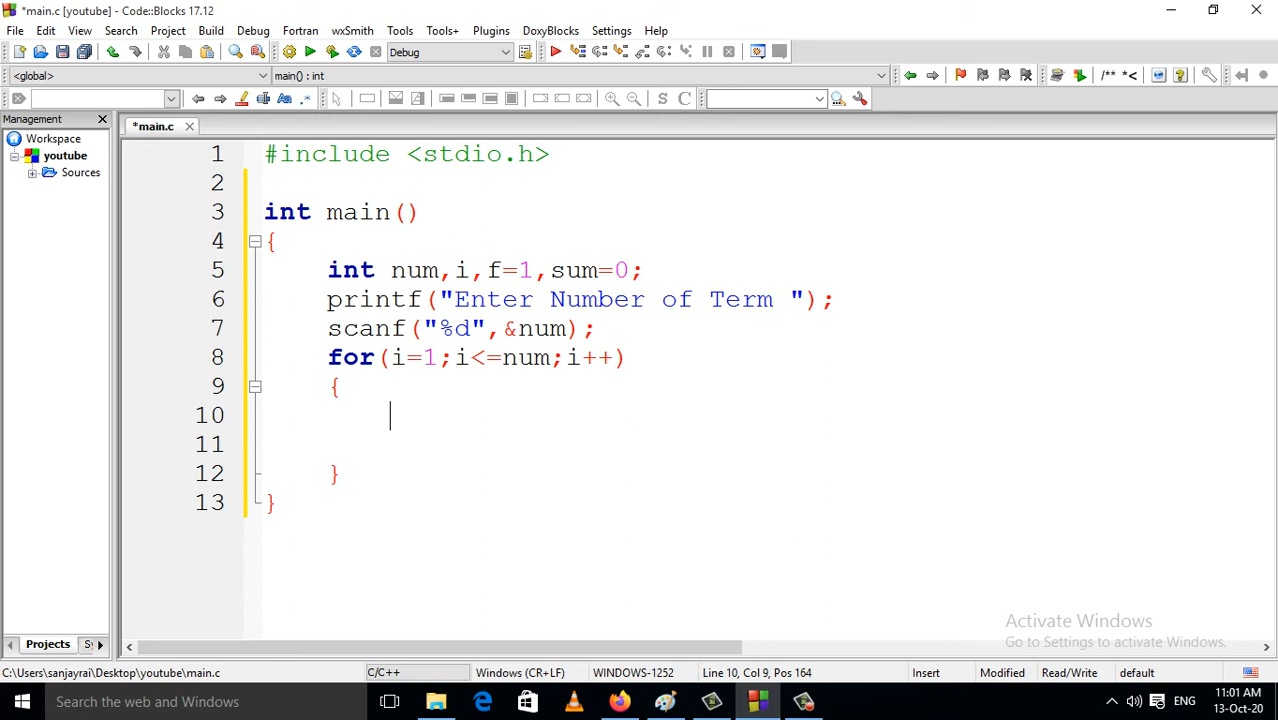 *main.c [youtube] - Code::Blocks 17.12
File Edit View Search Project Build Debug Fortran wxSmith Tools Tools+ Plugins DoxyBlocks Settings Help
Debug
/** *<
<global> main() : int
Aa .* S C
Management
*main.c
Workspace
youtube
Sources
1 #include <stdio.h>
2
3 int main()
4 {
5 int num,i,f=1,sum=0;
6 printf("Enter Number of Term ");
7 scanf("%d",&num);
8 for(i=1;i<=num;i++)
9 {
10
11
12 }
13 }
Activate Windows
Go to Settings to activate Windows.
Projects
C:\Users\sanjayrai\Desktop\youtube\main.c C/C++ Windows (CR+LF) WINDOWS-1252 Line 10, Col 9, Pos 164 Insert Modified Read/Write default
Search the web and Windows
ENG
11:01 AM
13-Oct-20